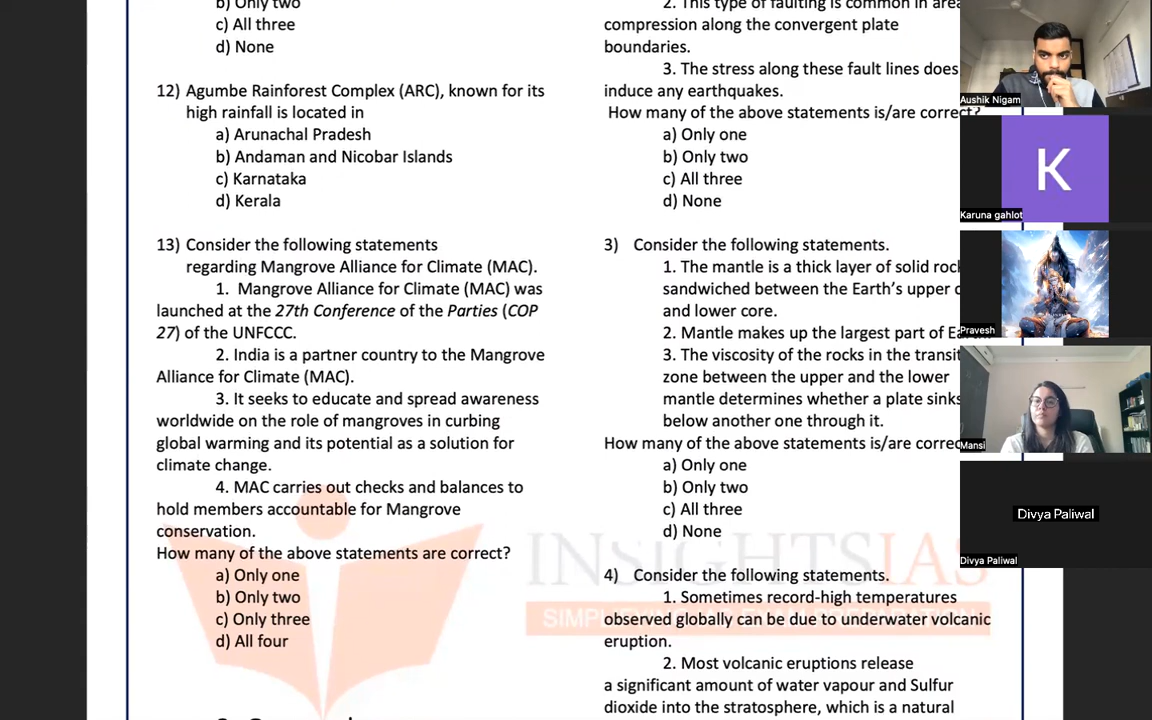 b) Only two
c) All three
d) None
12) Agumbe Rainforest Complex (ARC), known for its
high rainfall is located in
a) Arunachal Pradesh
b) Andaman and Nicobar Islands
c) Karnataka
d) Kerala
13) Consider the following statements
regarding Mangrove Alliance for Climate (MAC).
1. Mangrove Alliance for Climate (MAC) was
launched at the 27th Conference of the Parties (COP
27) of the UNFCCC.
2. India is a partner country to the Mangrove
Alliance for Climate (MAC).
3. It seeks to educate and spread awareness
worldwide on the role of mangroves in curbing
global warming and its potential as a solution for
climate change.
4. MAC carries out checks and balances to
hold members accountable for Mangrove
conservation.
How many of the above statements are correct?
a) Only one
b) Only two
c) Only three
d) All four
2. This type of faulting is common in
compression along the convergent plate
boundaries.
3. The stress along these fault lines does
induce any earthquakes.
How many of the above statements is/are correct?
a) Only one
b) Only two
c) All three
d) None
3) Consider the following statements.
1. The mantle is a thick layer of solid
sandwiched between the Earth's upper
and lower core.
2. Mantle makes up the largest part of
3. The viscosity of the rocks in the
zone between the upper and the lower
mantle determines whether a plate sinks
below another one through it.
How many of the above statements is/are
a) Only one
b) Only two
c) All three
d) None
4) Consider the following statements.
1. Sometimes record-high temperatures
observed globally can be due to underwater volcanic
eruption.
2. Most volcanic eruptions release
a significant amount of water vapour and Sulfur
dioxide into the stratosphere, which is a natural
INSIGHTSIAS
Aushik Nigam
K
Karuna gahlot
Pravesh
Mansi
Divya Paliwal
Divya Paliwal